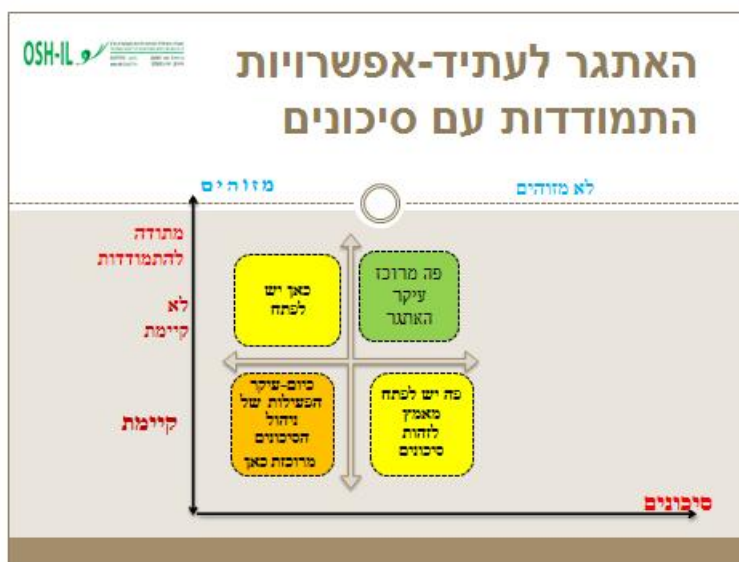 OSH-IL
האתגר לעתיד-אפשרויות
התמודדות עם סיכונים
מזוהים
לא מזוהים
מתודה
להתמודדות
לא
קיימת
קיימת
פה מרוכז
עיקר
האתגר
כאן יש
לפתח
פה יש לפתח
מאמץ
לזהות
סיכונים
כיום-עיקר
הפעילות של
ניהול
הסיכונים
מרוכזת כאן
סיכונים